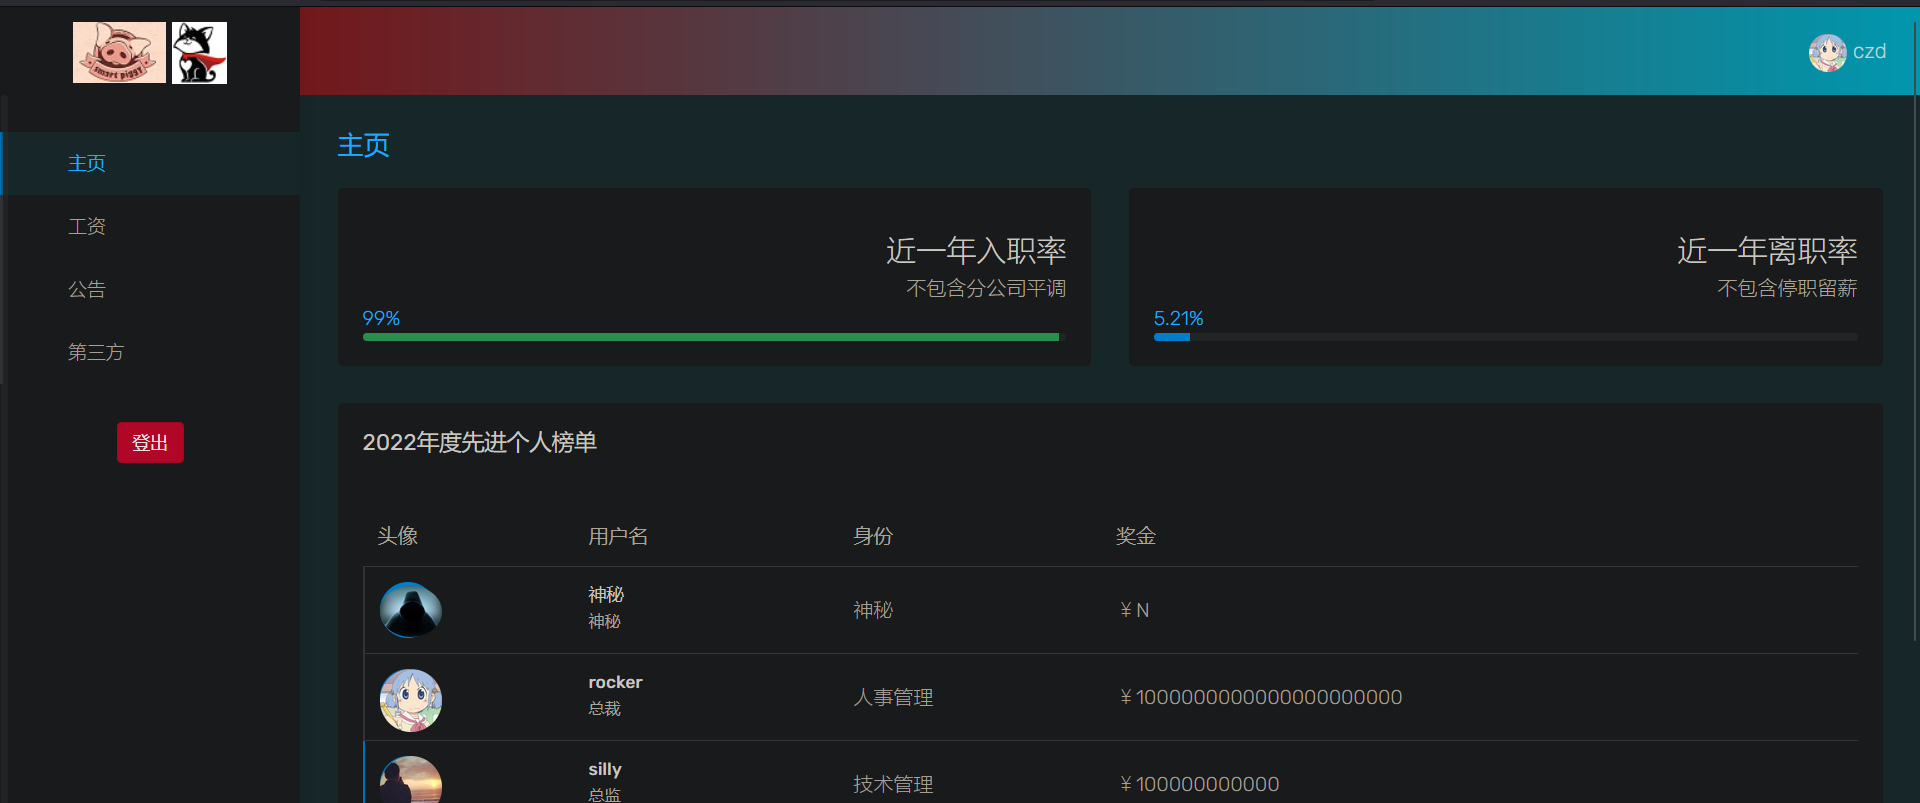 smart piggy
czd
主页
工资
公告
第三方
登出
主页
近一年入职率
不包含分公司平调
99%
近一年离职率
不包含停职留薪
5.21%
2022年度先进个人榜单
头像 用户名 身份 奖金
神秘
神秘
神秘
￥N
rocker
总裁
人事管理
￥1000000000000000000000
silly
总监
技术管理
￥100000000000